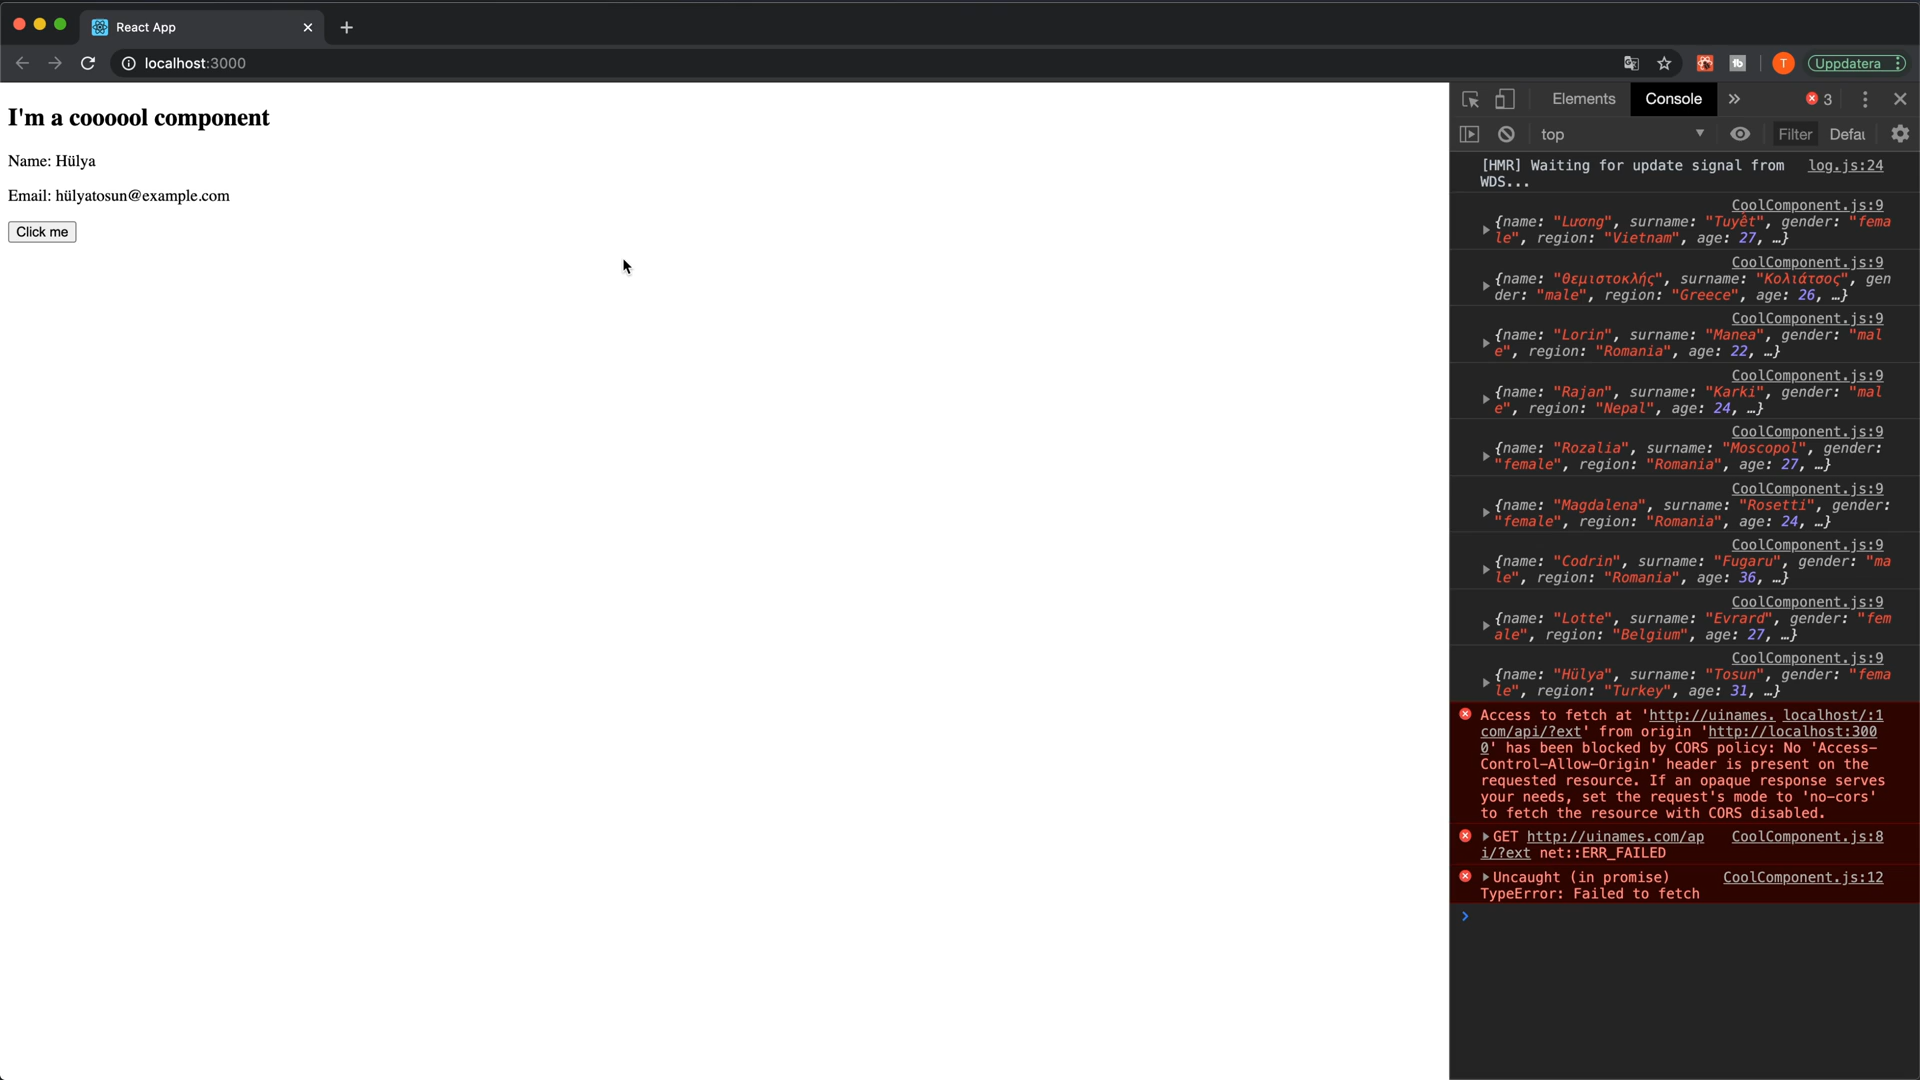 React App
localhost:3000
T
Uppdatera
I'm a coooool component
Name: Hülya
Email: hülyatosun@example.com
Click me
Elements
Console
3
top
Filter
Defau
[HMR] Waiting for update signal from log.js:24
WDS...
CoolComponent.js:9
{name: "Lương", surname: "Tuyết", gender: "fema
le", region: "Vietnam", age: 27, …}
CoolComponent.js:9
{name: "Θεμιστοκλής", surname: "Κολιάτσος", gen
der: "male", region: "Greece", age: 26, …}
CoolComponent.js:9
{name: "Lorin", surname: "Manea", gender: "mal
e", region: "Romania", age: 22, …}
CoolComponent.js:9
{name: "Rajan", surname: "Karki", gender: "mal
e", region: "Nepal", age: 24, …}
CoolComponent.js:9
{name: "Rozalia", surname: "Moscopol", gender:
"female", region: "Romania", age: 27, …}
CoolComponent.js:9
{name: "Magdalena", surname: "Rosetti", gender:
"female", region: "Romania", age: 24, …}
CoolComponent.js:9
{name: "Codrin", surname: "Fugaru", gender: "ma
le", region: "Romania", age: 36, …}
CoolComponent.js:9
{name: "Lotte", surname: "Evrard", gender: "fem
ale", region: "Belgium", age: 27, …}
CoolComponent.js:9
{name: "Hülya", surname: "Tosun", gender: "fema
le", region: "Turkey", age: 31, …}
Access to fetch at 'http://uinames. localhost/:1
com/api/?ext' from origin 'http://localhost:300
0' has been blocked by CORS policy: No 'Access-
Control-Allow-Origin' header is present on the
requested resource. If an opaque response serves
your needs, set the request's mode to 'no-cors'
to fetch the resource with CORS disabled.
GET http://uinames.com/ap CoolComponent.js:8
i/?ext net::ERR_FAILED
Uncaught (in promise) CoolComponent.js:12
TypeError: Failed to fetch